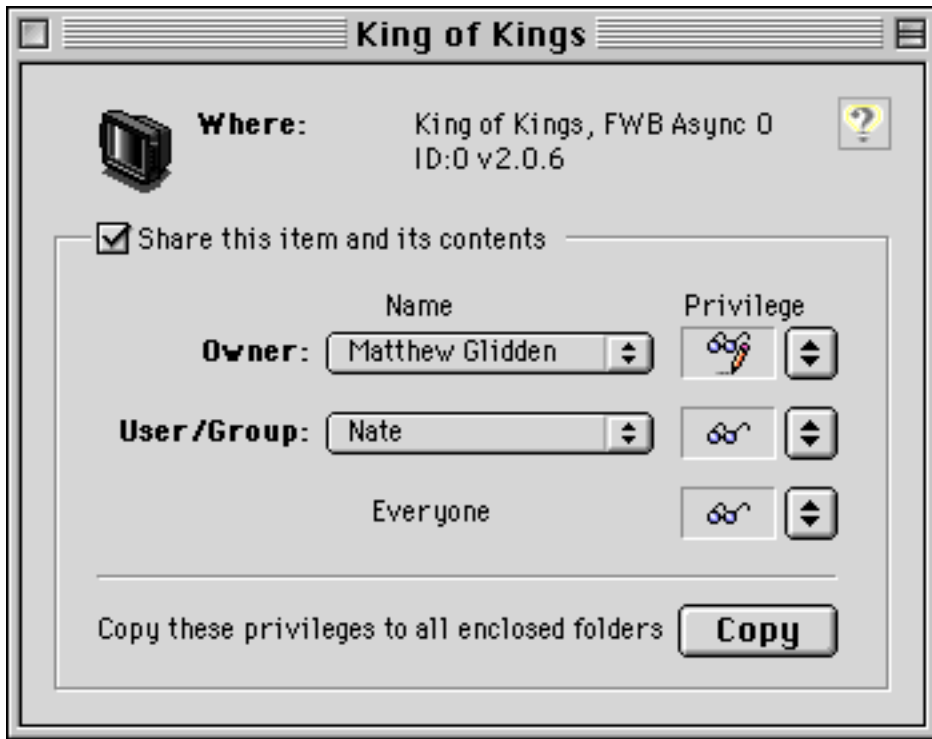 King of Kings
Where: King of Kings, FWB Async 0
ID:0 v2.0.6
?
Share this item and its contents
Name Privilege
Owner: Matthew Glidden
User/Group: Nate
Everyone
Copy these privileges to all enclosed folders Copy